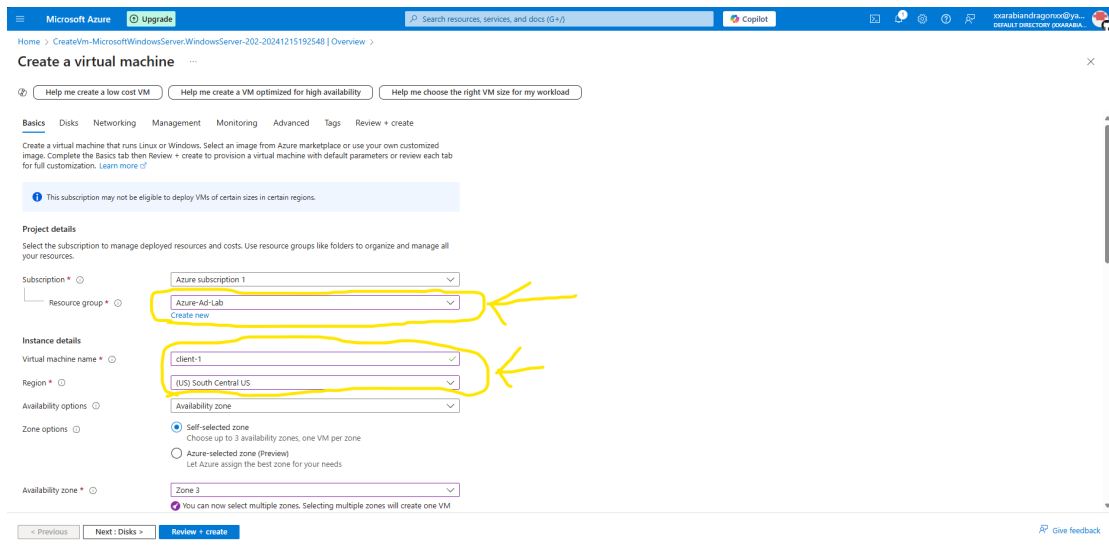 Microsoft Azure
Upgrade
Search resources, services, and docs (G+/)
Copilot
1
xxarabiandragonxx@ya...
DEFAULT DIRECTORY (XXARABIA...
Home > CreateVm-MicrosoftWindowsServer.WindowsServer-202-20241215192548 | Overview >
Create a virtual machine ...
Help me create a low cost VM
Help me create a VM optimized for high availability
Help me choose the right VM size for my workload
Basics Disks Networking Management Monitoring Advanced Tags Review + create
Create a virtual machine that runs Linux or Windows. Select an image from Azure marketplace or use your own customized
image. Complete the Basics tab then Review + create to provision a virtual machine with default parameters or review each tab
for full customization. Learn more
This subscription may not be eligible to deploy VMs of certain sizes in certain regions.
Project details
Select the subscription to manage deployed resources and costs. Use resource groups like folders to organize and manage all
your resources.
Subscription * Azure subscription 1
Resource group * Azure-Ad-Lab
Create new
Instance details
Virtual machine name * client-1
Region * (US) South Central US
Availability options Availability zone
Zone options Self-selected zone
Choose up to 3 availability zones, one VM per zone
Azure-selected zone (Preview)
Let Azure assign the best zone for your needs
Availability zone * Zone 3
You can now select multiple zones. Selecting multiple zones will create one VM
< Previous
Next : Disks >
Review + create
Give feedback